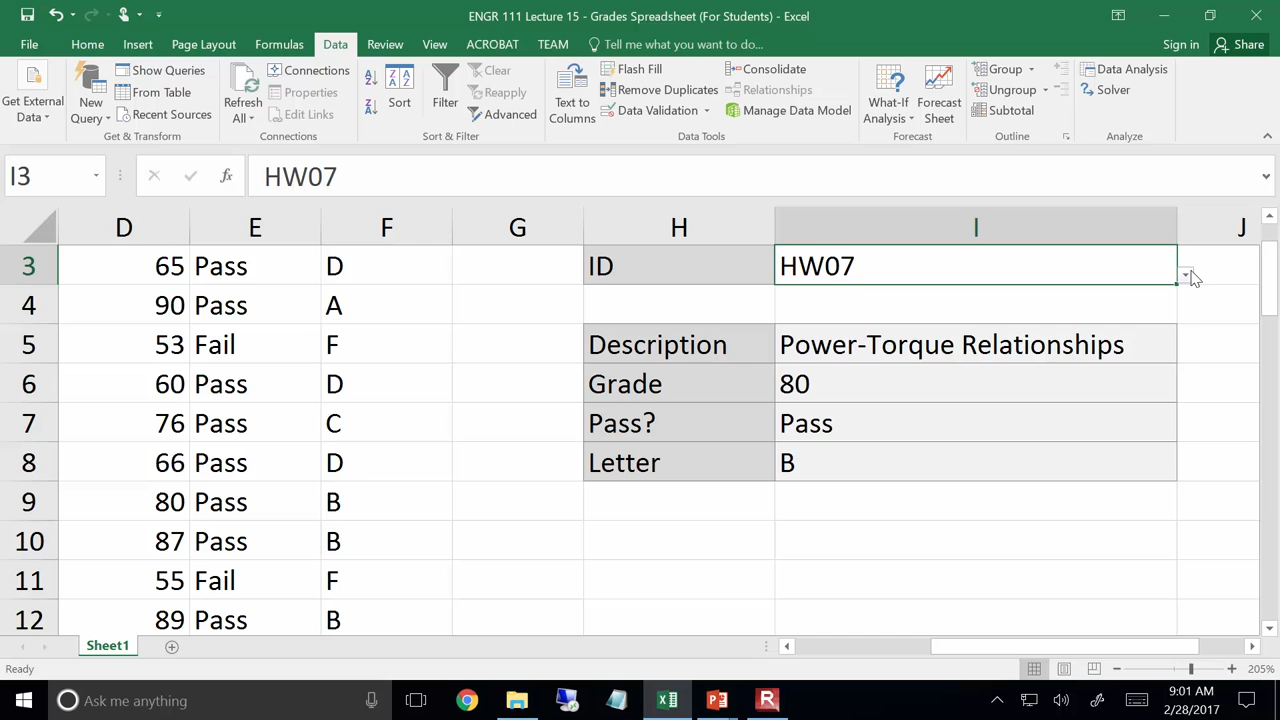 ENGR 111 Lecture 15 - Grades Spreadsheet (For Students) - Excel
File Home Insert Page Layout Formulas Data Review View ACROBAT TEAM Tell me what you want to do... Sign in Share
Get External Data
New Query
Show Queries
From Table
Recent Sources
Get & Transform
Refresh All
Connections
Properties
Edit Links
Connections
Sort
Filter
Clear
Reapply
Advanced
Sort & Filter
Text to Columns
Flash Fill
Remove Duplicates
Data Validation
Consolidate
Relationships
Manage Data Model
Data Tools
What-If Analysis
Forecast Sheet
Forecast
Group
Ungroup
Subtotal
Outline
Data Analysis
Solver
Analyze
I3 fx HW07
D E F G H I J
3 65 Pass D ID HW07
4 90 Pass A
5 53 Fail F Description Power-Torque Relationships
6 60 Pass D Grade 80
7 76 Pass C Pass? Pass
8 66 Pass D Letter B
9 80 Pass B
10 87 Pass B
11 55 Fail F
12 89 Pass B
Sheet1
Ready 205%
Ask me anything 9:01 AM
2/28/2017